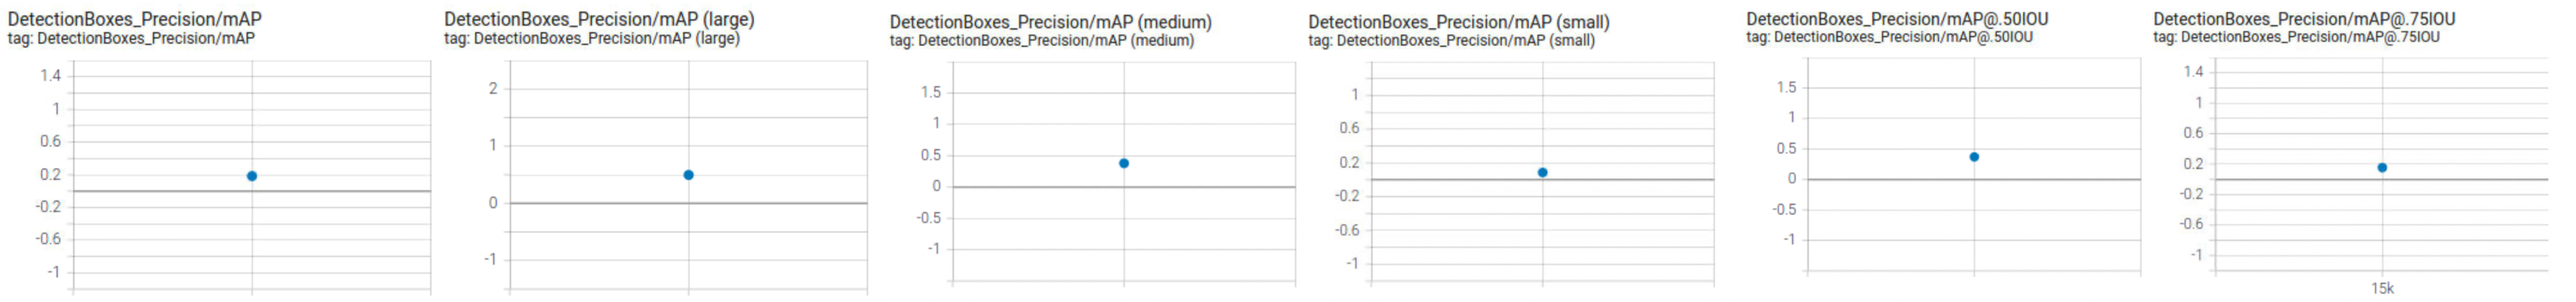 DetectionBoxes_Precision/mAP
tag: DetectionBoxes_Precision/mAP
1.4
1
0.6
0.2
-0.2
-0.6
-1
DetectionBoxes_Precision/mAP (large)
tag: DetectionBoxes_Precision/mAP (large)
2
1
0
-1
DetectionBoxes_Precision/mAP (medium)
tag: DetectionBoxes_Precision/mAP (medium)
1.5
1
0.5
0
-0.5
-1
DetectionBoxes_Precision/mAP (small)
tag: DetectionBoxes_Precision/mAP (small)
1
0.6
0.2
-0.2
-0.6
-1
DetectionBoxes_Precision/mAP@.50IOU
tag: DetectionBoxes_Precision/mAP@.50IOU
1.5
1
0.5
0
-0.5
-1
DetectionBoxes_Precision/mAP@.75IOU
tag: DetectionBoxes_Precision/mAP@.75IOU
1.4
1
0.6
0.2
-0.2
-0.6
-1
15k